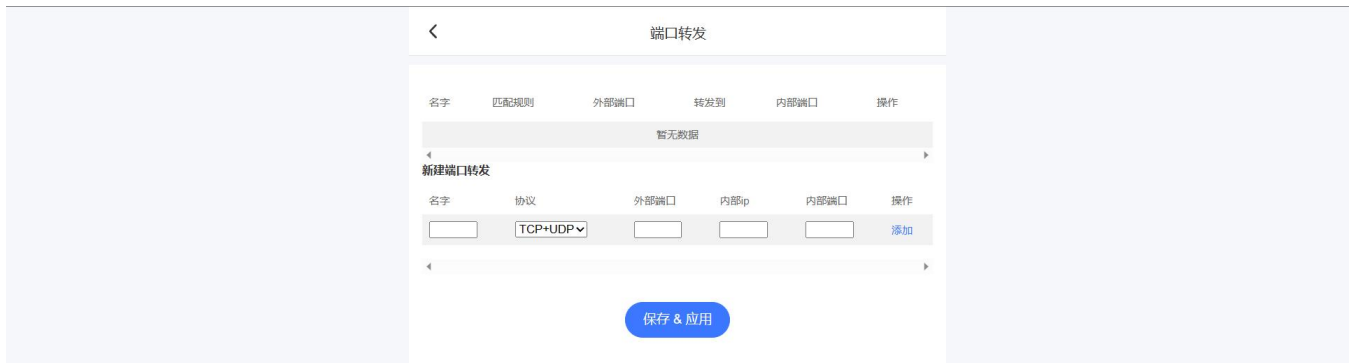 端口转发
名字 匹配规则 外部端口 转发到 内部端口 操作
暂无数据
新建端口转发
名字 协议 外部端口 内部ip 内部端口 操作
TCP+UDP 添加
保存 & 应用